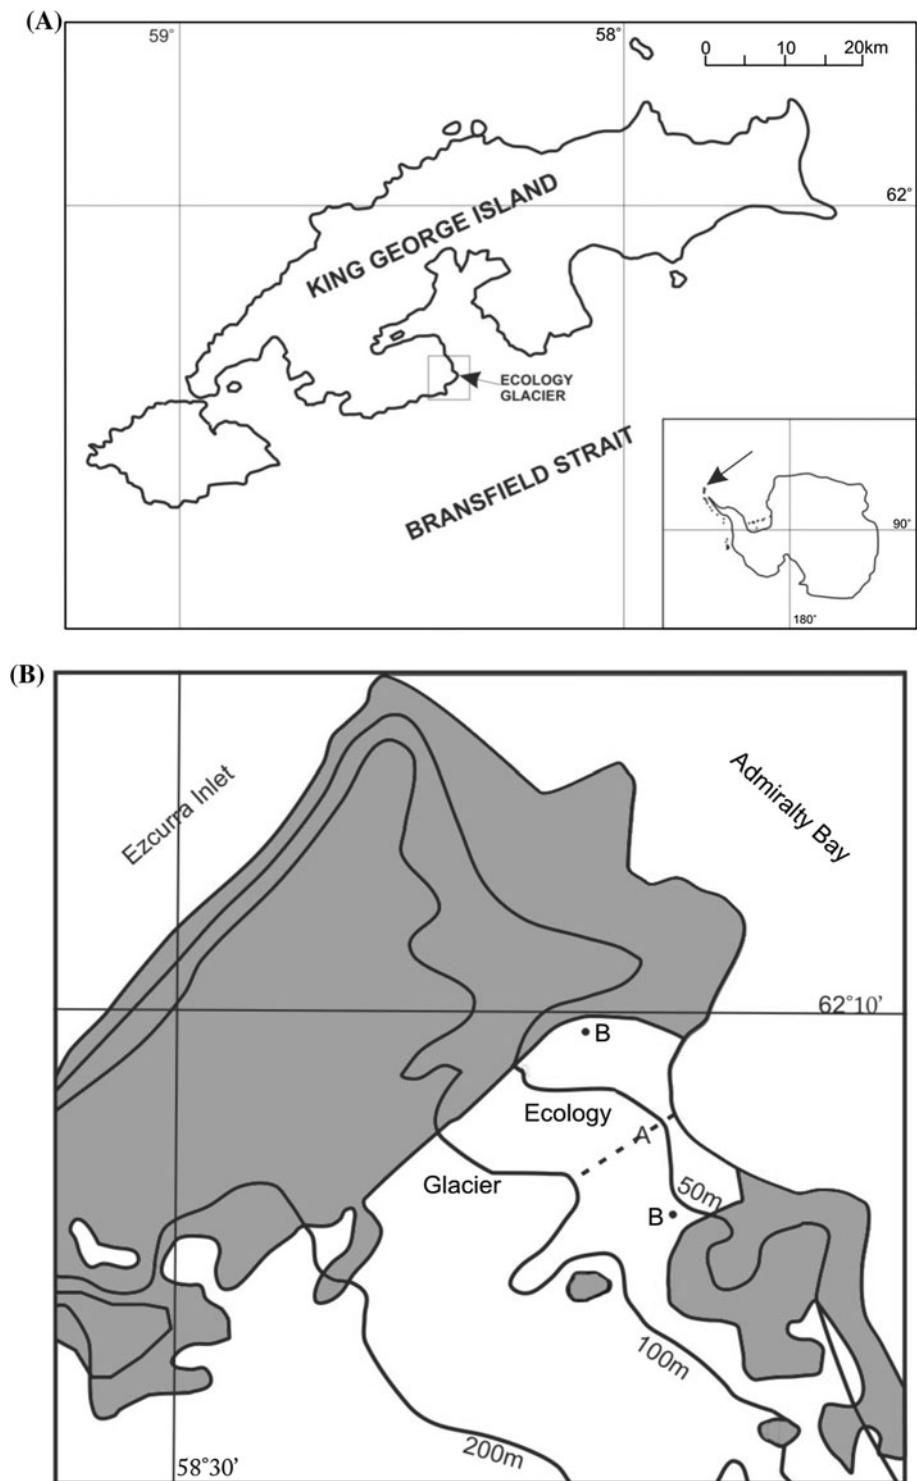 (A)
59°
58°
0 10 20km
62°
KING GEORGE ISLAND
ECOLOGY
GLACIER
BRANSFIELD STRAIT
90°
180°
(B)
Ezcurra Inlet
Admiralty Bay
62°10'
B
Ecology
A
Glacier
50m
B
100m
200m
58°30'